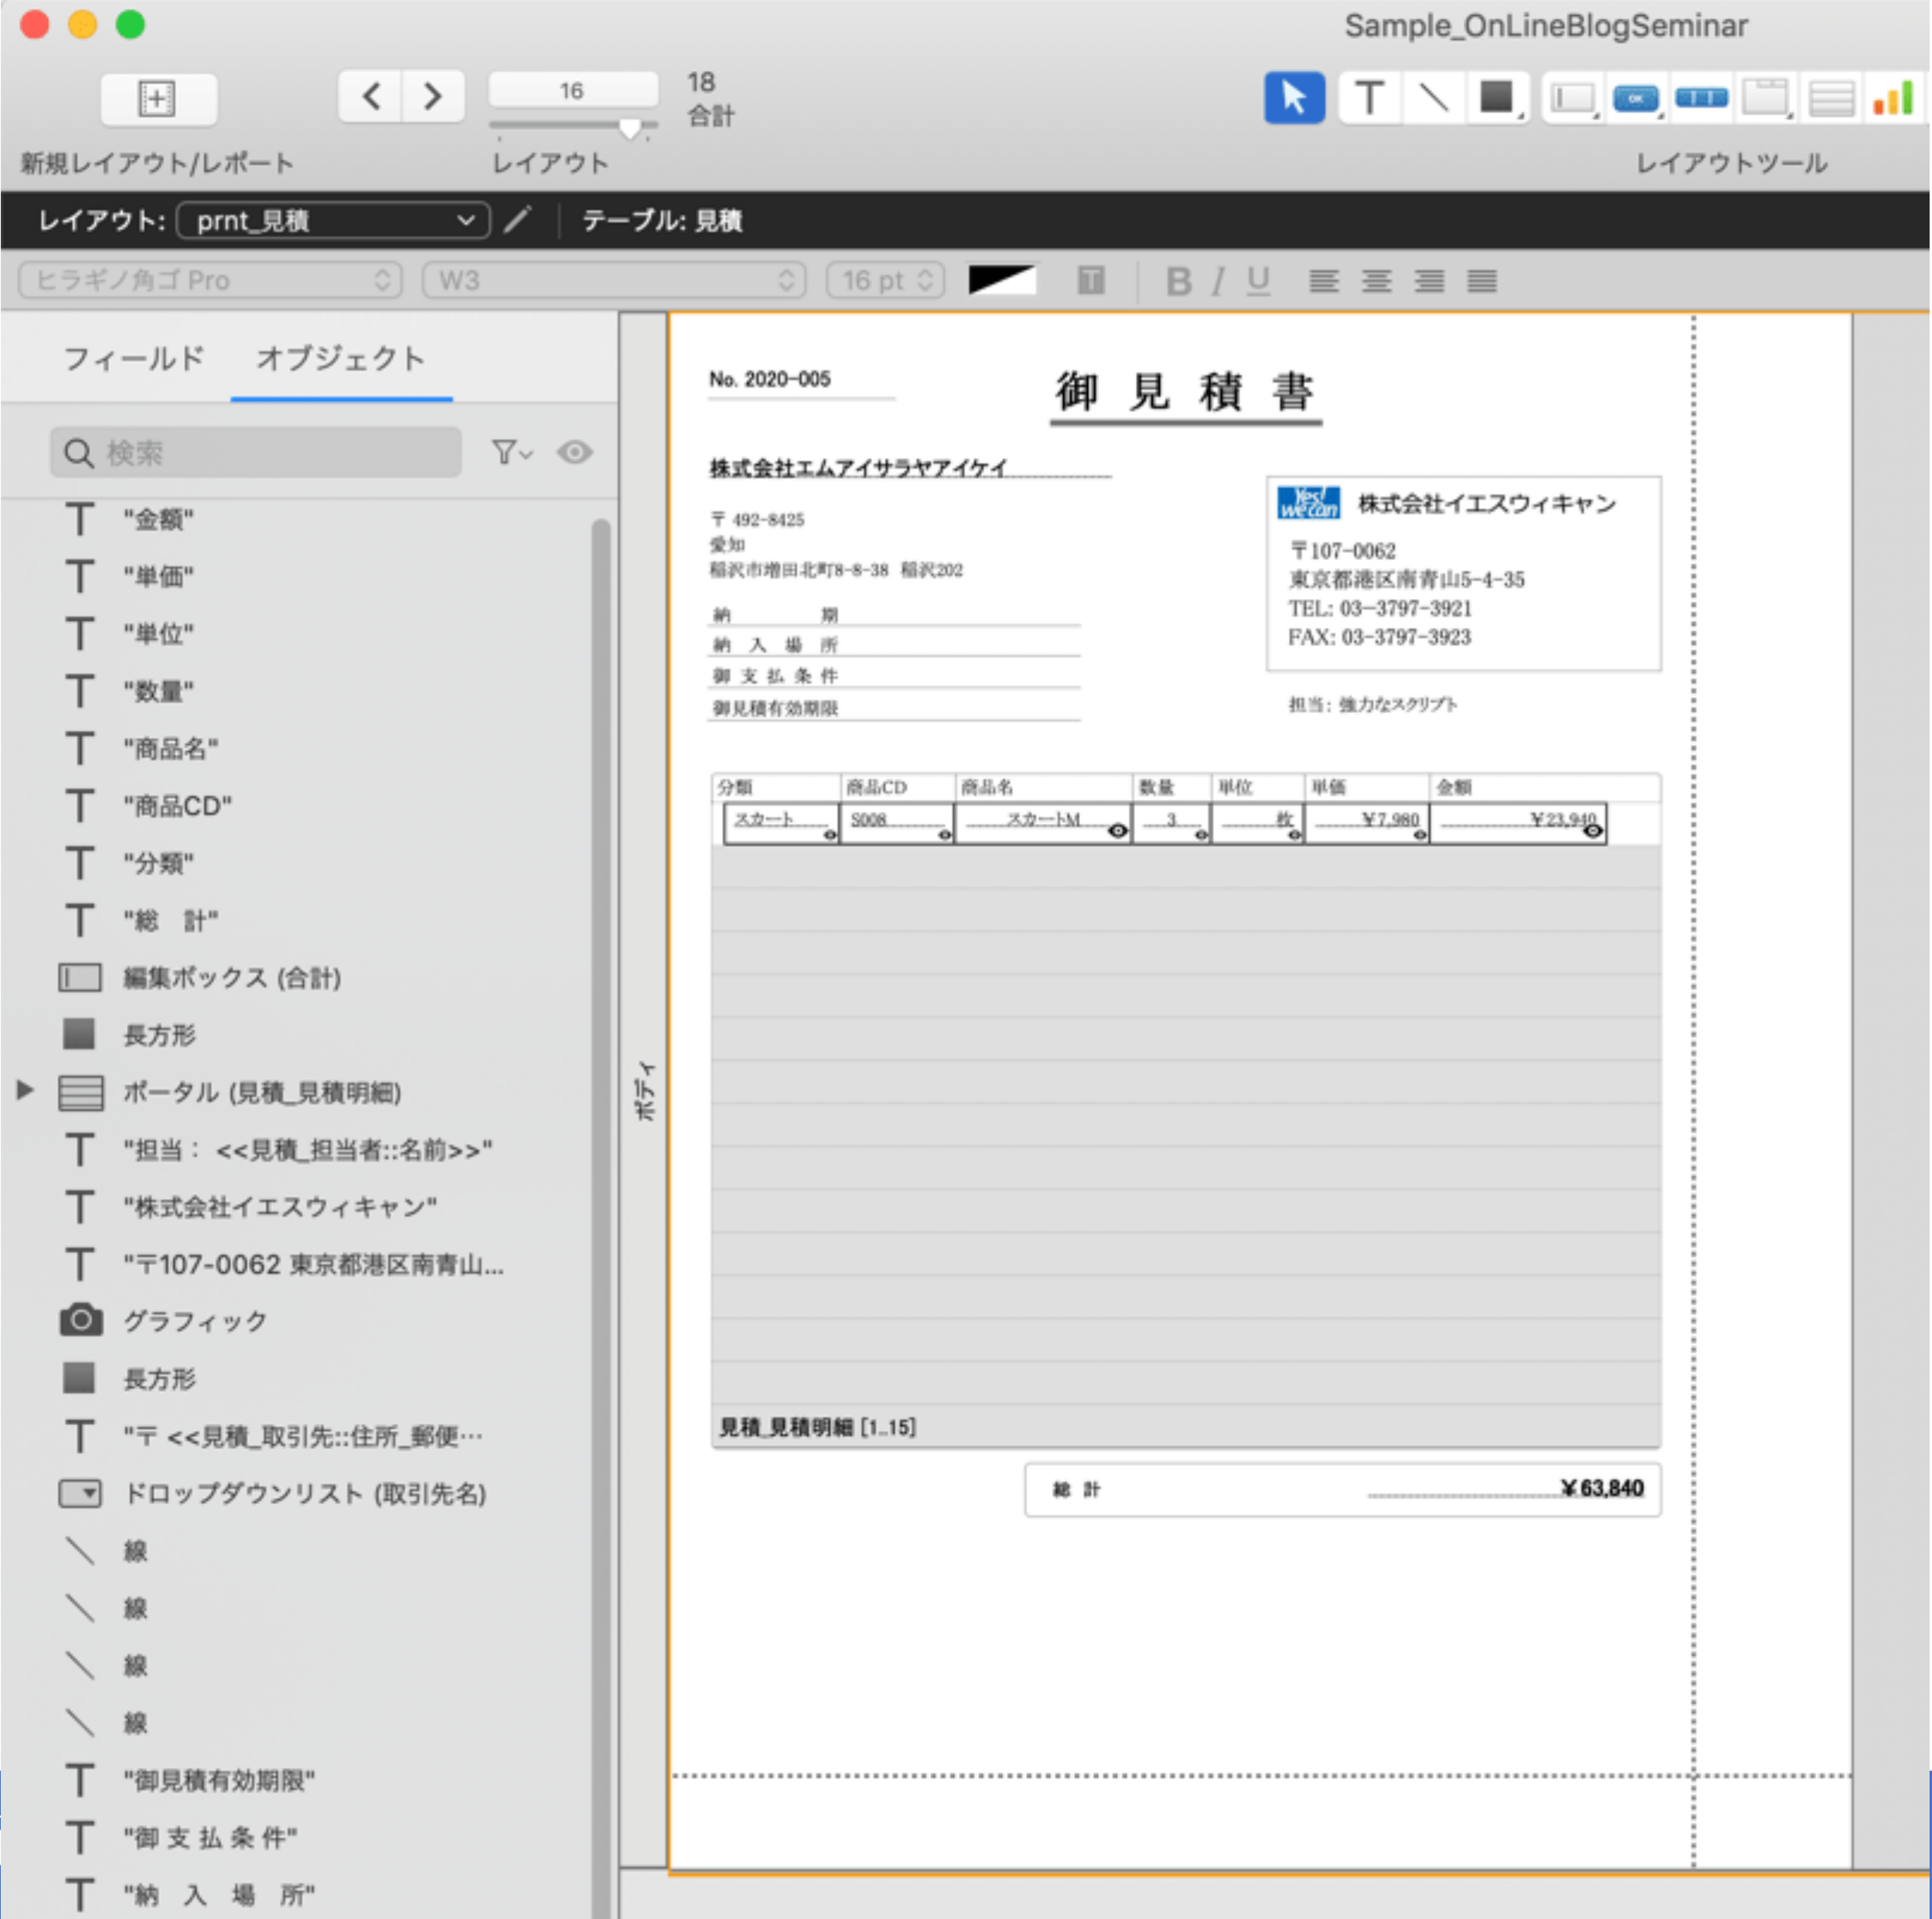 Sample_OnLineBlogSeminar
16
18
合計
新規レイアウト/レポート
レイアウト
レイアウトツール
OK
レイアウト: prnt_見積
テーブル: 見積
ヒラギノ角ゴ Pro
W3
16 pt
T
B I U
フィールド
オブジェクト
検索
"金額"
"単価"
"単位"
"数量"
"商品名"
"商品CD"
"分類"
"総　計"
編集ボックス (合計)
長方形
ポータル (見積_見積明細)
"担当： <<見積_担当者::名前>>"
"株式会社イエスウィキャン"
"〒107-0062 東京都港区南青山...
グラフィック
長方形
"〒 <<見積_取引先::住所_郵便…
ドロップダウンリスト (取引先名)
線
線
線
線
"御見積有効期限"
"御 支 払 条 件"
"納　入　場　所"
ボディ
No. 2020-005
御 見 積 書
株式会社エムアイサラヤアイケイ
〒 492-8425
愛知
稲沢市増田北町8-8-38 稲沢202
納 期
納 入 場 所
御 支 払 条 件
御見積有効期限
Yes! we can
株式会社イエスウィキャン
〒107-0062
東京都港区南青山5-4-35
TEL: 03-3797-3921
FAX: 03-3797-3923
担当: 強力なスクリプト
分類 商品CD 商品名 数量 単位 単価 金額
スカート S008 スカートM 3 枚 ¥7,980 ¥23,940
見積_見積明細 [1..15]
総 計 ¥63,840